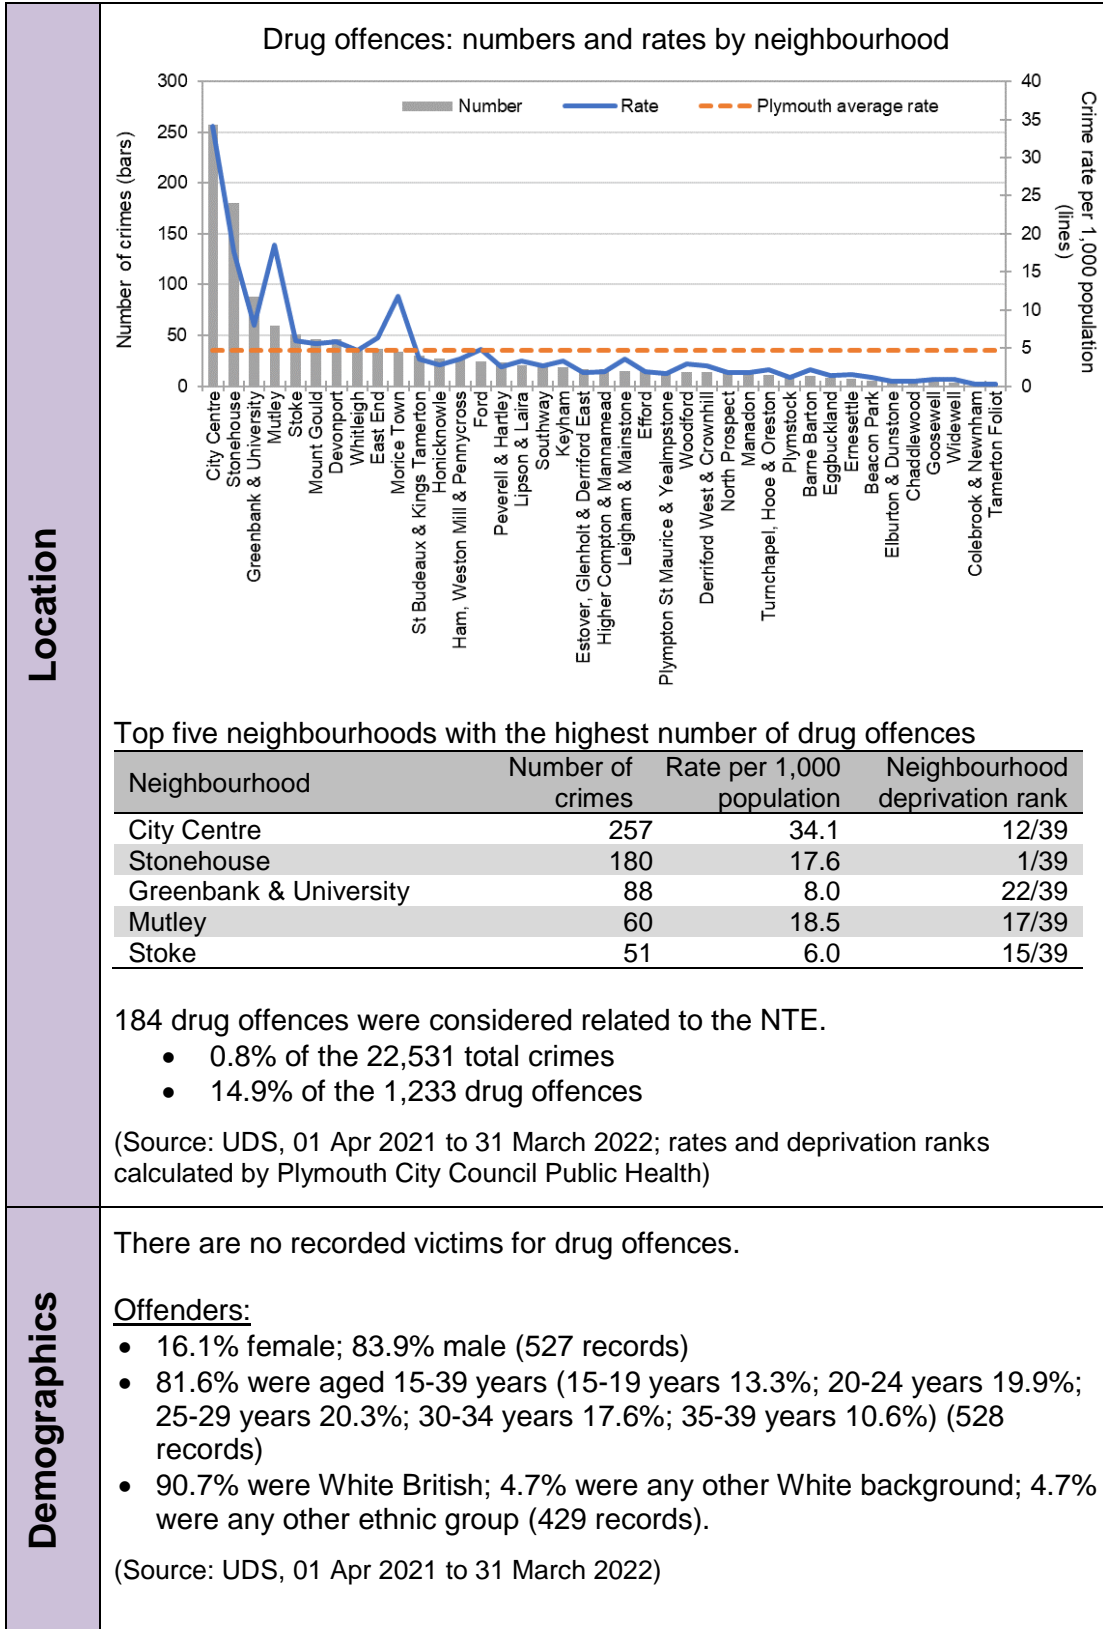 Location
Drug offences: numbers and rates by neighbourhood
Number
Rate
Plymouth average rate
Number of crimes (bars)
300
250
200
150
100
50
0
40
35
30
25
20
15
10
5
0
Crime rate per 1,000 population
(lines)
City Centre
Stonehouse
Greenbank & University
Mutley
Stoke
Mount Gould
Devonport
Whitleigh
East End
Morice Town
St Budeaux & Kings Tamerton
Honicknowle
Ham, Weston Mill & Pennycross
Ford
Peverell & Hartley
Lipson & Laira
Southway
Keyham
Estover, Glenholt & Derriford East
Higher Compton & Mannamead
Leigham & Mainstone
Efford
Plympton St Maurice & Yealmpstone
Woodford
Derriford West & Crownhill
North Prospect
Manadon
Turnchapel, Hooe & Oreston
Plymstock
Barne Barton
Eggbuckland
Ernesettle
Beacon Park
Elburton & Dunstone
Chaddlewood
Goosewell
Widewell
Colebrook & Newnham
Tamerton Foliot
Top five neighbourhoods with the highest number of drug offences
Neighbourhood Number of crimes Rate per 1,000 population Neighbourhood deprivation rank
City Centre 257 34.1 12/39
Stonehouse 180 17.6 1/39
Greenbank & University 88 8.0 22/39
Mutley 60 18.5 17/39
Stoke 51 6.0 15/39
184 drug offences were considered related to the NTE.
• 0.8% of the 22,531 total crimes
• 14.9% of the 1,233 drug offences
(Source: UDS, 01 Apr 2021 to 31 March 2022; rates and deprivation ranks
calculated by Plymouth City Council Public Health)
Demographics
There are no recorded victims for drug offences.
Offenders:
• 16.1% female; 83.9% male (527 records)
• 81.6% were aged 15-39 years (15-19 years 13.3%; 20-24 years 19.9%;
25-29 years 20.3%; 30-34 years 17.6%; 35-39 years 10.6%) (528
records)
• 90.7% were White British; 4.7% were any other White background; 4.7%
were any other ethnic group (429 records).
(Source: UDS, 01 Apr 2021 to 31 March 2022)